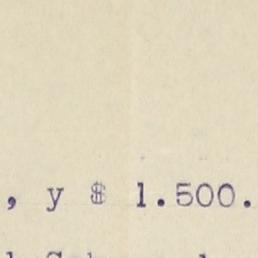 , y $ 1.500.